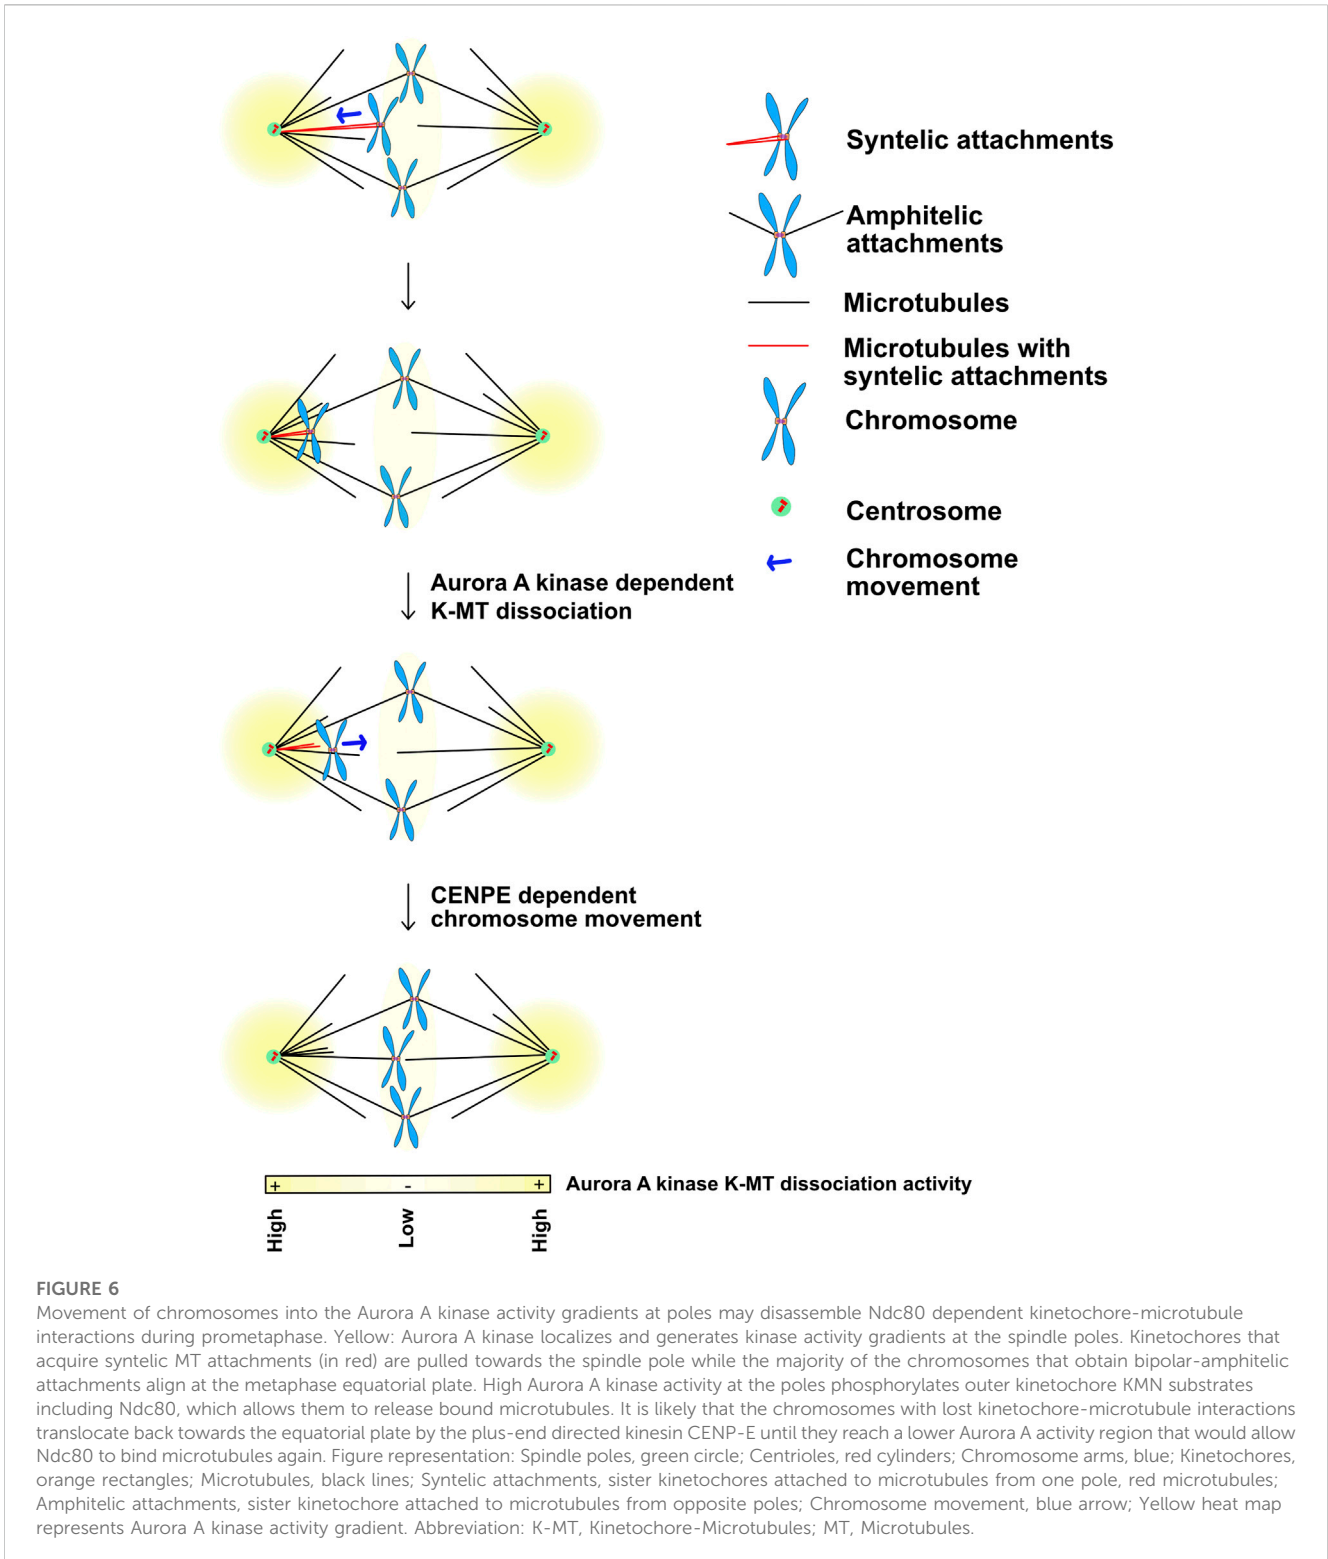 Syntelic attachments
Amphitelic
attachments
Microtubules
Microtubules with
syntelic attachments
Chromosome
Centrosome
Chromosome
movement
Aurora A kinase dependent
K-MT dissociation
CENPE dependent
chromosome movement
+ - +
Aurora A kinase K-MT dissociation activity
High Low High
FIGURE 6
Movement of chromosomes into the Aurora A kinase activity gradients at poles may disassemble Ndc80 dependent kinetochore-microtubule
interactions during prometaphase. Yellow: Aurora A kinase localizes and generates kinase activity gradients at the spindle poles. Kinetochores that
acquire syntelic MT attachments (in red) are pulled towards the spindle pole while the majority of the chromosomes that obtain bipolar-amphitelic
attachments align at the metaphase equatorial plate. High Aurora A kinase activity at the poles phosphorylates outer kinetochore KMN substrates
including Ndc80, which allows them to release bound microtubules. It is likely that the chromosomes with lost kinetochore-microtubule interactions
translocate back towards the equatorial plate by the plus-end directed kinesin CENP-E until they reach a lower Aurora A activity region that would allow
Ndc80 to bind microtubules again. Figure representation: Spindle poles, green circle; Centrioles, red cylinders; Chromosome arms, blue; Kinetochores,
orange rectangles; Microtubules, black lines; Syntelic attachments, sister kinetochores attached to microtubules from one pole, red microtubules;
Amphitelic attachments, sister kinetochore attached to microtubules from opposite poles; Chromosome movement, blue arrow; Yellow heat map
represents Aurora A kinase activity gradient. Abbreviation: K-MT, Kinetochore-Microtubules; MT, Microtubules.